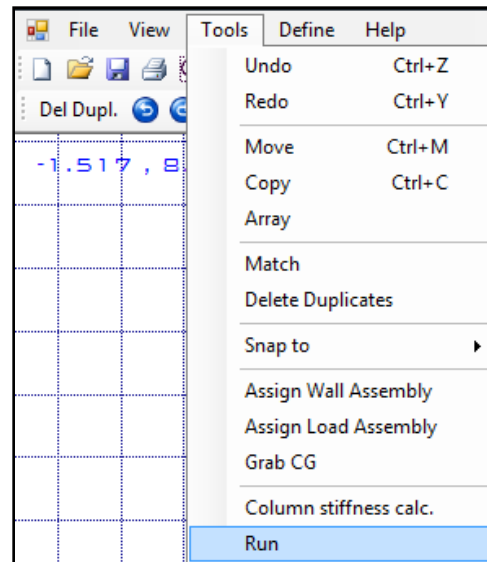 File View Tools Define Help
Del Dupl.
-1.517, 8
Undo Ctrl+Z
Redo Ctrl+Y
Move Ctrl+M
Copy Ctrl+C
Array
Match
Delete Duplicates
Snap to
Assign Wall Assembly
Assign Load Assembly
Grab CG
Column stiffness calc.
Run